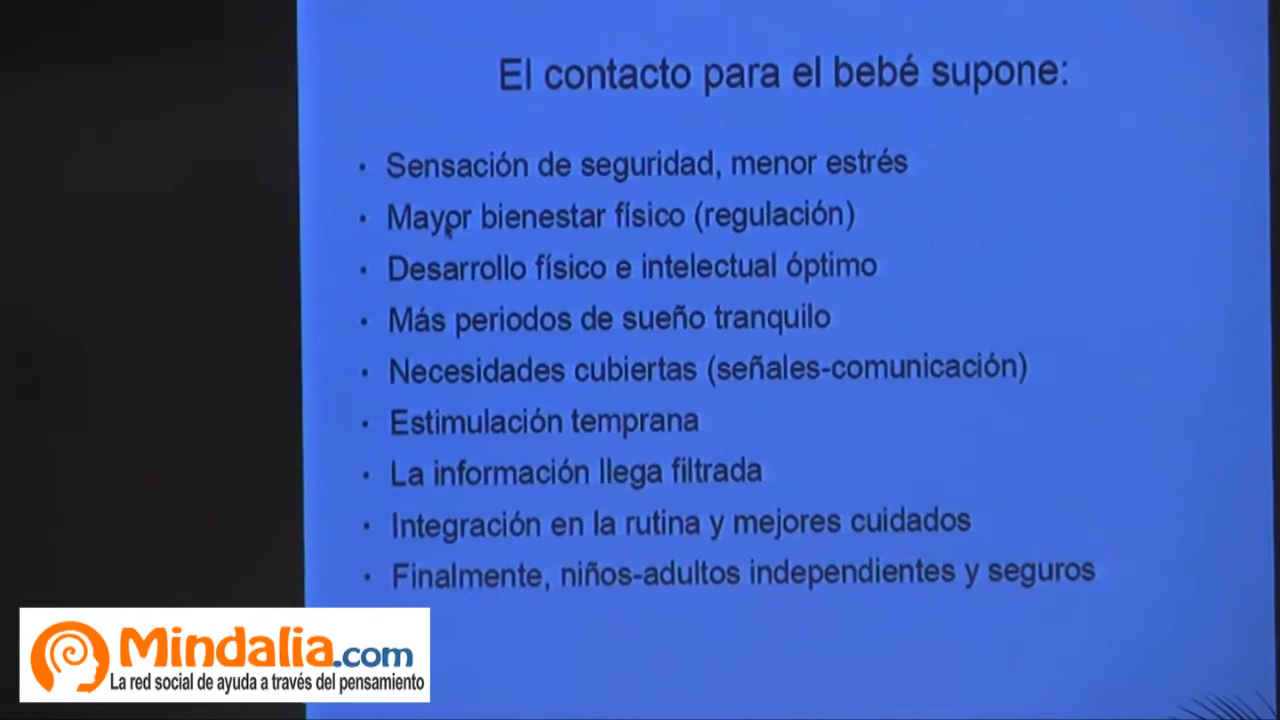 El contacto para el bebé supone:
· Sensación de seguridad, menor estrés
· Mayor bienestar físico (regulación)
· Desarrollo físico e intelectual óptimo
· Más periodos de sueño tranquilo
· Necesidades cubiertas (señales-comunicación)
· Estimulación temprana
· La información llega filtrada
· Integración en la rutina y mejores cuidados
· Finalmente, niños-adultos independientes y seguros
Mindalia.com
La red social de ayuda a través del pensamiento